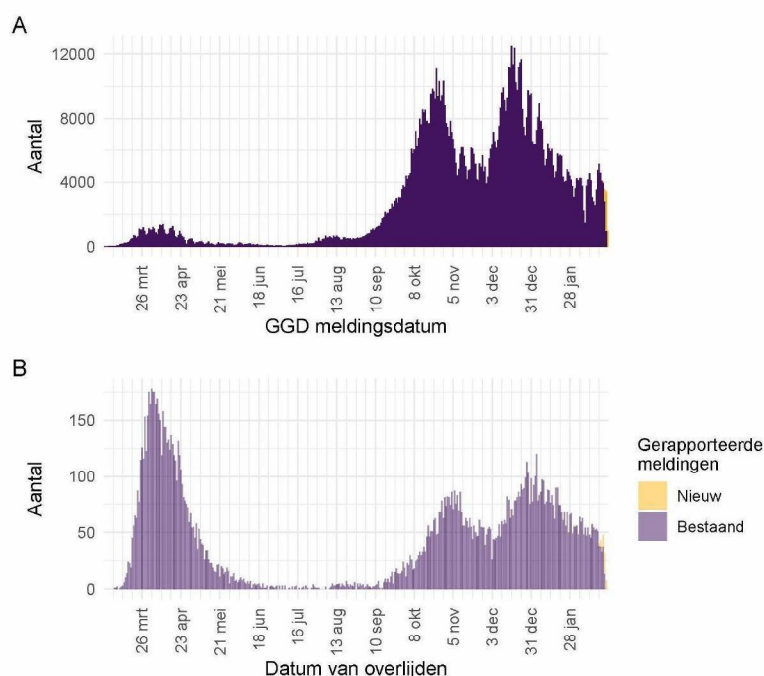 A
Aantal
12000
8000
4000
0
26 mrt
23 apr
21 mei
18 jun
16 jul
13 aug
10 sep
8 okt
5 nov
3 dec
31 dec
28 jan
GGD meldingsdatum
B
Aantal
150
100
50
0
26 mrt
23 apr
21 mei
18 jun
16 jul
13 aug
10 sep
8 okt
5 nov
3 dec
31 dec
28 jan
Datum van overlijden
Gerapporteerde
meldingen
Nieuw
Bestaand